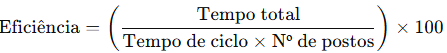 Eficiência = ( Tempo total / Tempo de ciclo × Nº de postos ) × 100